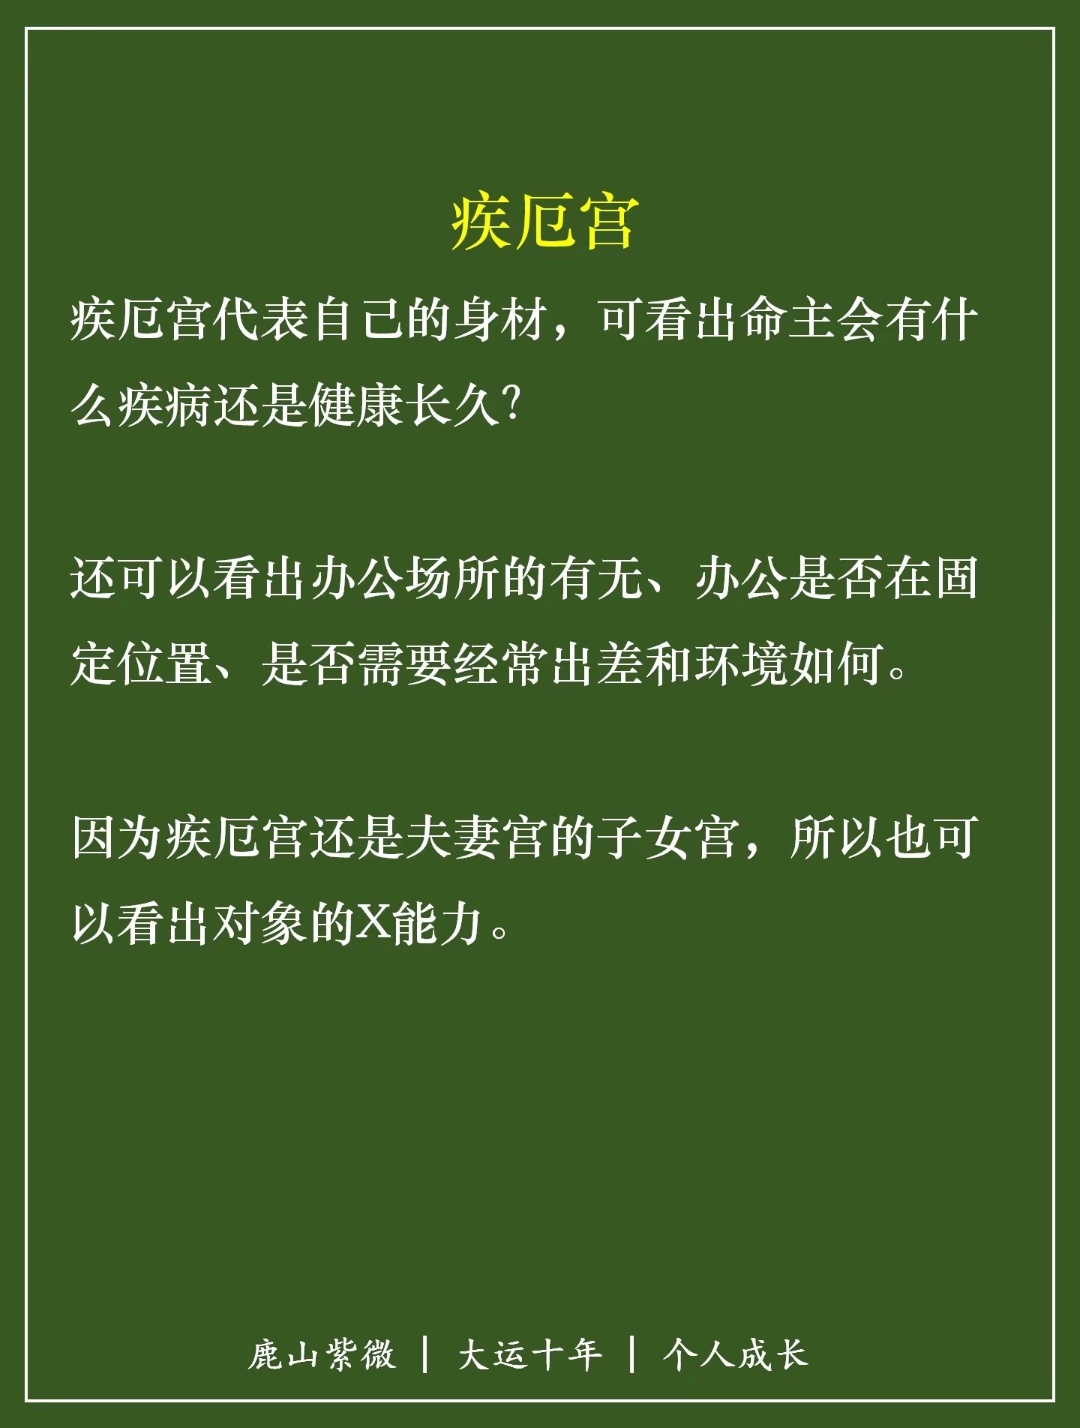 疾厄宫
疾厄宫代表自己的身材，可看出命主会有什
么疾病还是健康长久？
还可以看出办公场所的有无、办公是否在固
定位置、是否需要经常出差和环境如何。
因为疾厄宫还是夫妻宫的子女宫，所以也可
以看出对象的X能力。
鹿山紫微 | 大运十年 | 个人成长